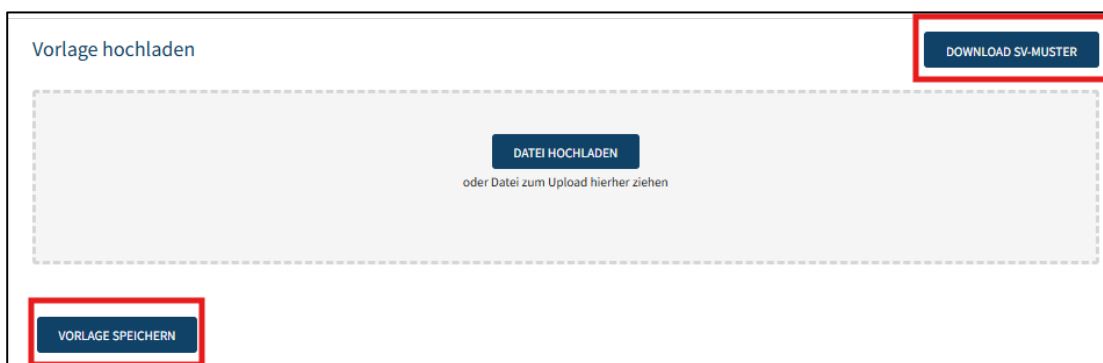 Vorlage hochladen
DOWNLOAD SV-MUSTER
DATEI HOCHLADEN
oder Datei zum Upload hierher ziehen
VORLAGE SPEICHERN